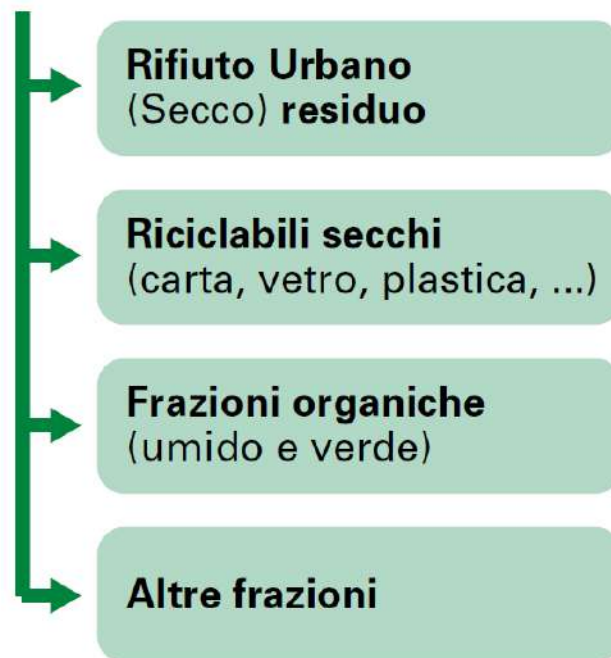 Rifiuto Urbano
(Secco) residuo
Riciclabili secchi
(carta, vetro, plastica, ...)
Frazioni organiche
(umido e verde)
Altre frazioni